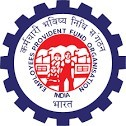 कर्मचारी भविष्य निधि संगठन
EMPLOYEES' PROVIDENT FUND ORGANISATION
INDIA
भारत